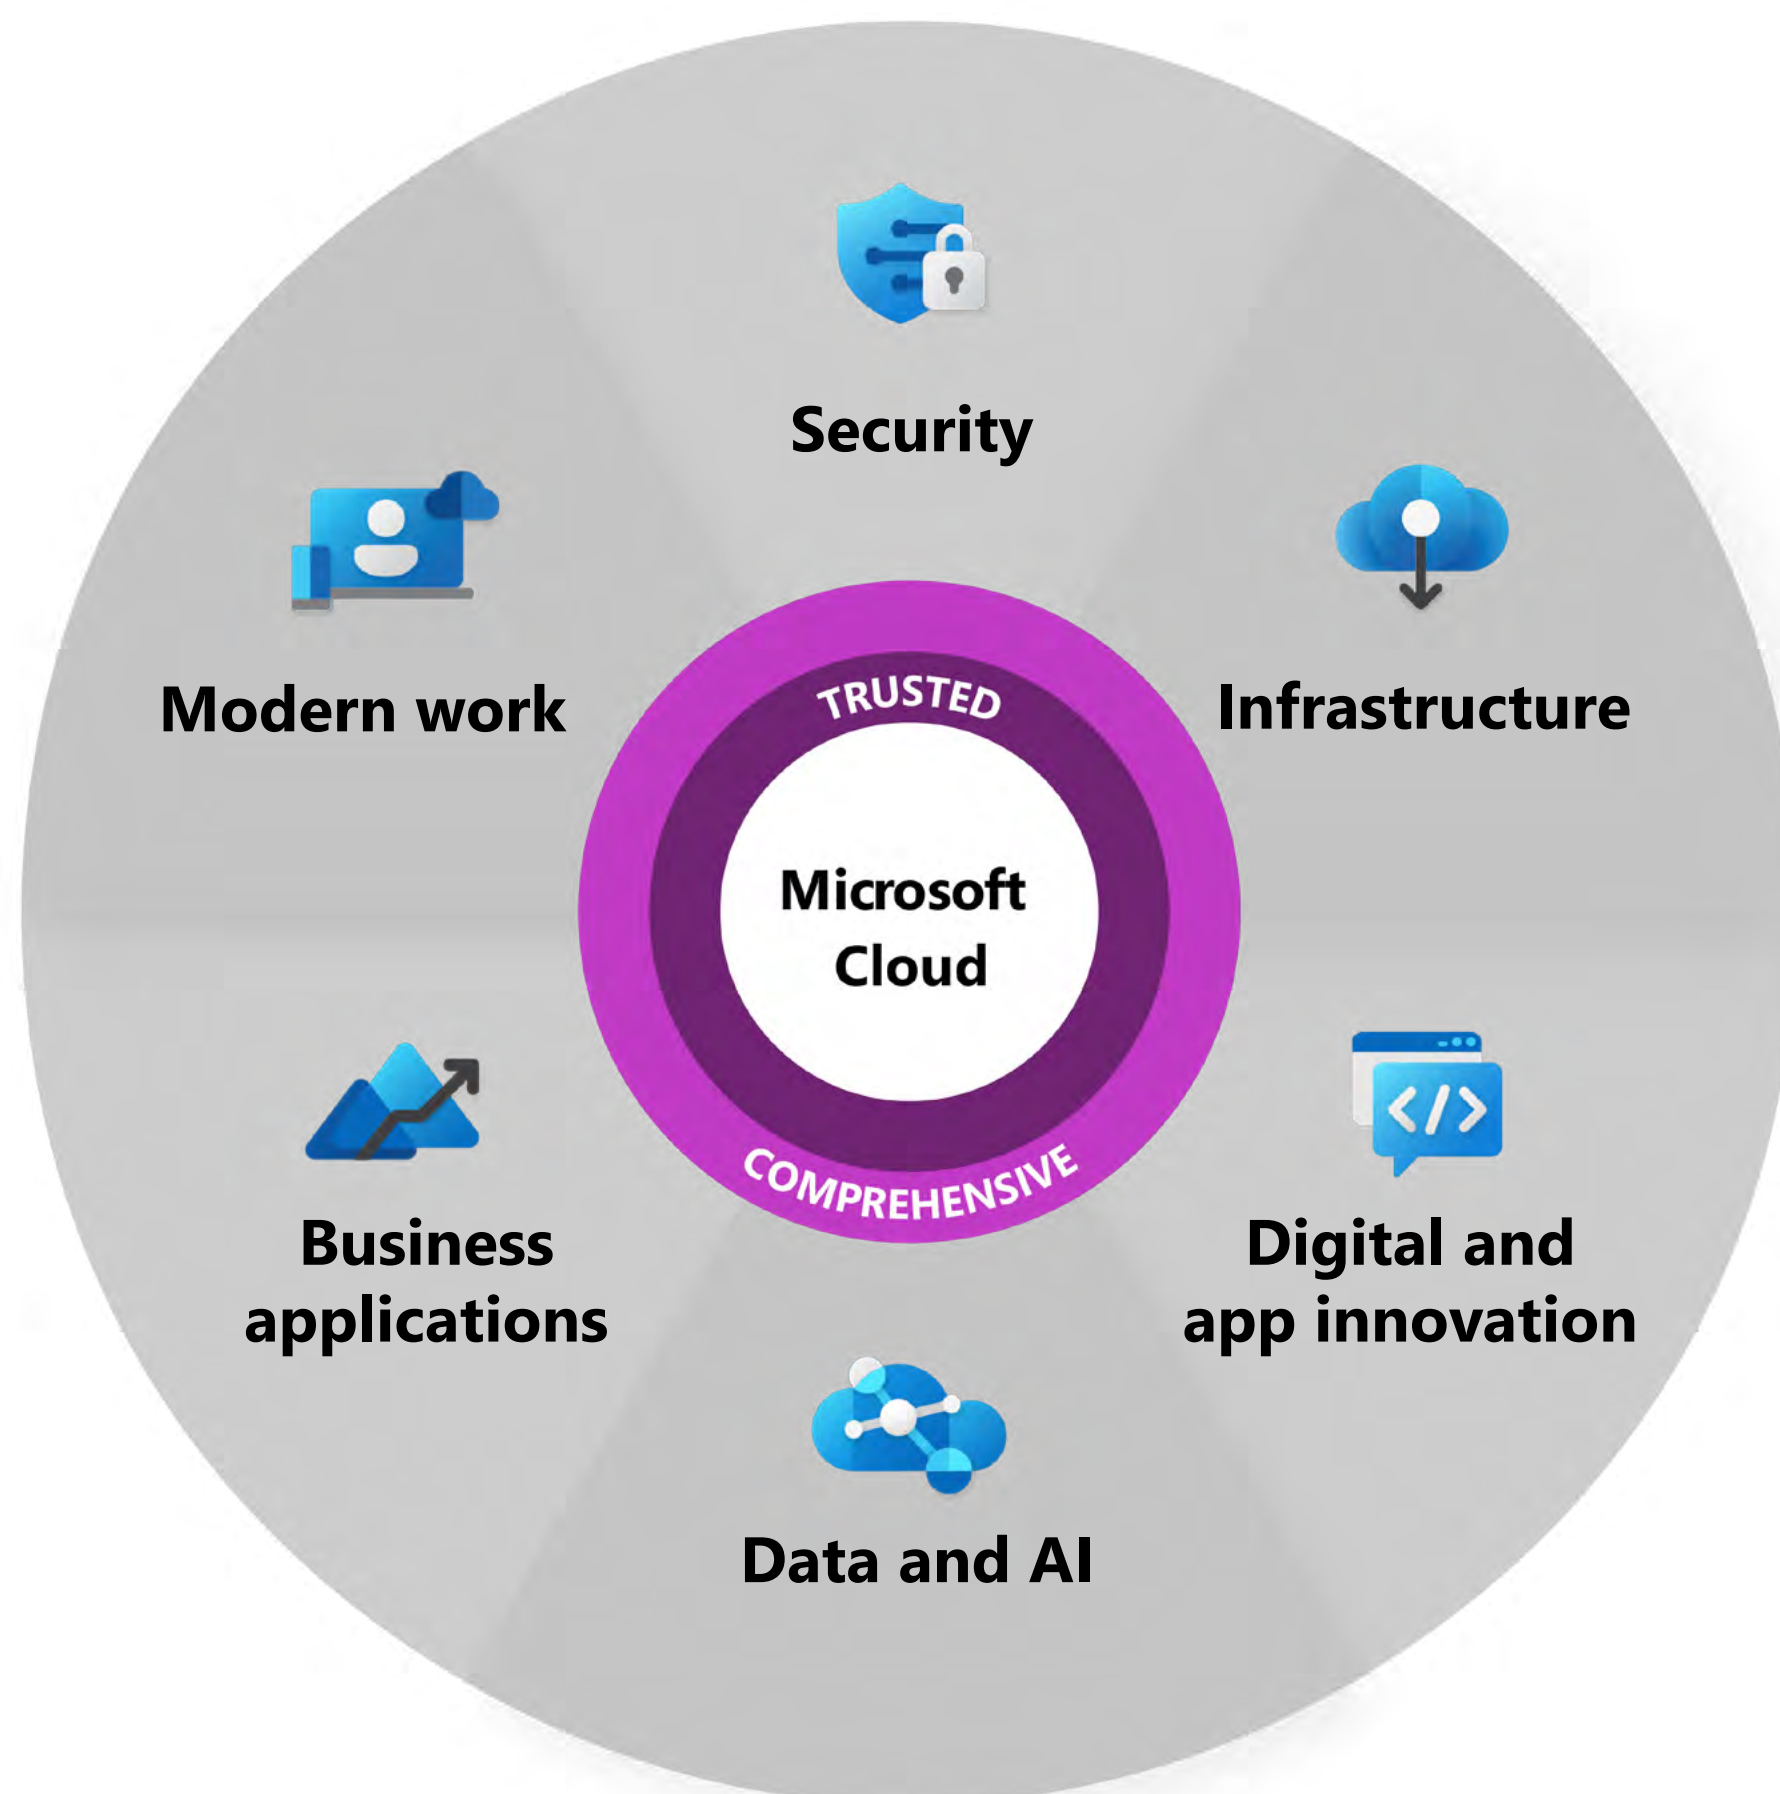 Security
Modern work
Infrastructure
TRUSTED
Microsoft
Cloud
COMPREHENSIVE
Business
applications
Digital and
app innovation
</>
Data and AI